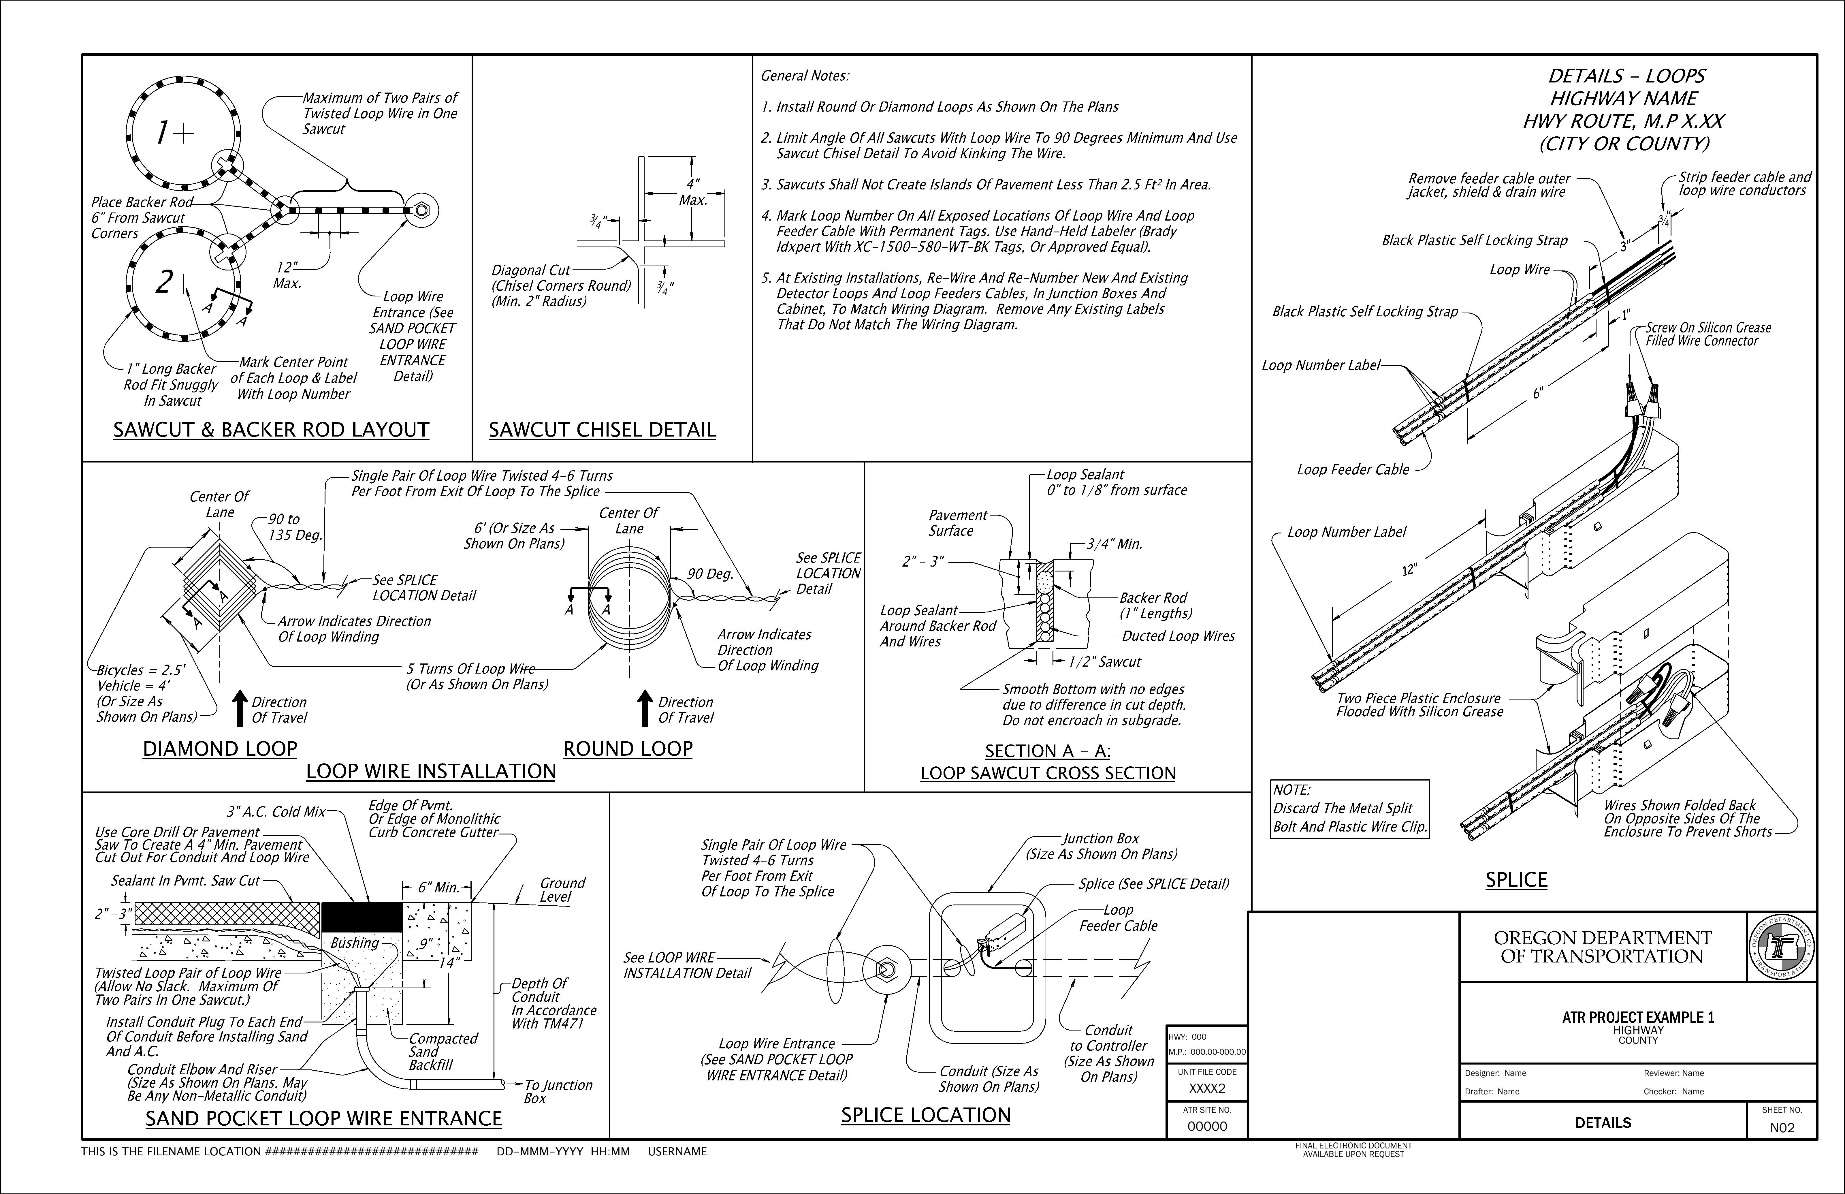 Maximum of Two Pairs of
Twisted Loop Wire in One
Sawcut
1
Place Backer Rod
6" From Sawcut
Corners
2
A
A
12"
Max.
Loop Wire
Entrance (See
SAND POCKET
LOOP WIRE
ENTRANCE
Detail)
1" Long Backer
Rod Fit Snuggly
In Sawcut
Mark Center Point
of Each Loop & Label
With Loop Number
SAWCUT & BACKER ROD LAYOUT
4"
Max.
3/4"
Diagonal Cut
(Chisel Corners Round)
(Min. 2" Radius)
3/4"
SAWCUT CHISEL DETAIL
General Notes:
1. Install Round Or Diamond Loops As Shown On The Plans
2. Limit Angle Of All Sawcuts With Loop Wire To 90 Degrees Minimum And Use
Sawcut Chisel Detail To Avoid Kinking The Wire.
3. Sawcuts Shall Not Create Islands Of Pavement Less Than 2.5 Ft² In Area.
4. Mark Loop Number On All Exposed Locations Of Loop Wire And Loop
Feeder Cable With Permanent Tags. Use Hand-Held Labeler (Brady
Idxpert With XC-1500-580-WT-BK Tags, Or Approved Equal).
5. At Existing Installations, Re-Wire And Re-Number New And Existing
Detector Loops And Loop Feeders Cables, In Junction Boxes And
Cabinet, To Match Wiring Diagram. Remove Any Existing Labels
That Do Not Match The Wiring Diagram.
DETAILS - LOOPS
HIGHWAY NAME
HWY ROUTE, M.P X.XX
(CITY OR COUNTY)
Remove feeder cable outer
jacket, shield & drain wire
Strip feeder cable and
loop wire conductors
3/4"
3"
Black Plastic Self Locking Strap
Loop Wire
Black Plastic Self Locking Strap
1"
Screw On Silicon Grease
Filled Wire Connector
Loop Number Label
6"
Loop Feeder Cable
Loop Number Label
12"
Two Piece Plastic Enclosure
Flooded With Silicon Grease
NOTE:
Discard The Metal Split
Bolt And Plastic Wire Clip.
Wires Shown Folded Back
On Opposite Sides Of The
Enclosure To Prevent Shorts
SPLICE
Single Pair Of Loop Wire Twisted 4-6 Turns
Per Foot From Exit Of Loop To The Splice
Center Of
Lane
90 to
135 Deg.
See SPLICE
LOCATION Detail
A
A
Arrow Indicates Direction
Of Loop Winding
Bicycles = 2.5'
Vehicle = 4'
(Or Size As
Shown On Plans)
Direction
Of Travel
DIAMOND LOOP
5 Turns Of Loop Wire
(Or As Shown On Plans)
6' (Or Size As
Shown On Plans)
Center Of
Lane
90 Deg.
See SPLICE
LOCATION
Detail
A
A
Arrow Indicates
Direction
Of Loop Winding
Direction
Of Travel
ROUND LOOP
LOOP WIRE INSTALLATION
Loop Sealant
0" to 1/8" from surface
Pavement
Surface
3/4" Min.
2" - 3"
Backer Rod
(1" Lengths)
Loop Sealant
Around Backer Rod
And Wires
Ducted Loop Wires
1/2" Sawcut
Smooth Bottom with no edges
due to difference in cut depth.
Do not encroach in subgrade.
SECTION A - A:
LOOP SAWCUT CROSS SECTION
3" A.C. Cold Mix
Edge Of Pvmt.
Or Edge of Monolithic
Curb Concrete Gutter
Use Core Drill Or Pavement
Saw To Create A 4" Min. Pavement
Cut Out For Conduit And Loop Wire
Sealant In Pvmt. Saw Cut
6" Min.
Ground
Level
2" -3"
Bushing
9"
14"
Twisted Loop Pair of Loop Wire
(Allow No Slack. Maximum Of
Two Pairs In One Sawcut.)
Depth Of
Conduit
In Accordance
With TM471
Install Conduit Plug To Each End
Of Conduit Before Installing Sand
And A.C.
Compacted
Sand
Backfill
Conduit Elbow And Riser
(Size As Shown On Plans. May
Be Any Non-Metallic Conduit)
To Junction
Box
SAND POCKET LOOP WIRE ENTRANCE
Single Pair Of Loop Wire
Twisted 4-6 Turns
Per Foot From Exit
Of Loop To The Splice
Junction Box
(Size As Shown On Plans)
Splice (See SPLICE Detail)
Loop
Feeder Cable
See LOOP WIRE
INSTALLATION Detail
Loop Wire Entrance
(See SAND POCKET LOOP
WIRE ENTRANCE Detail)
Conduit (Size As
Shown On Plans)
Conduit
to Controller
(Size As Shown
On Plans)
SPLICE LOCATION
HWY: 000
M.P.: 000.00-000.00
UNIT FILE CODE
XXXX2
ATR SITE NO.
00000
OREGON DEPARTMENT
OF TRANSPORTATION
OREGON DEPARTMENT OF TRANSPORTATION
ATR PROJECT EXAMPLE 1
HIGHWAY
COUNTY
Designer: Name
Reviewer: Name
Drafter: Name
Checker: Name
DETAILS
SHEET NO.
N02
THIS IS THE FILENAME LOCATION ############################## DD-MMM-YYYY HH:MM USERNAME
FINAL ELECTRONIC DOCUMENT
AVAILABLE UPON REQUEST